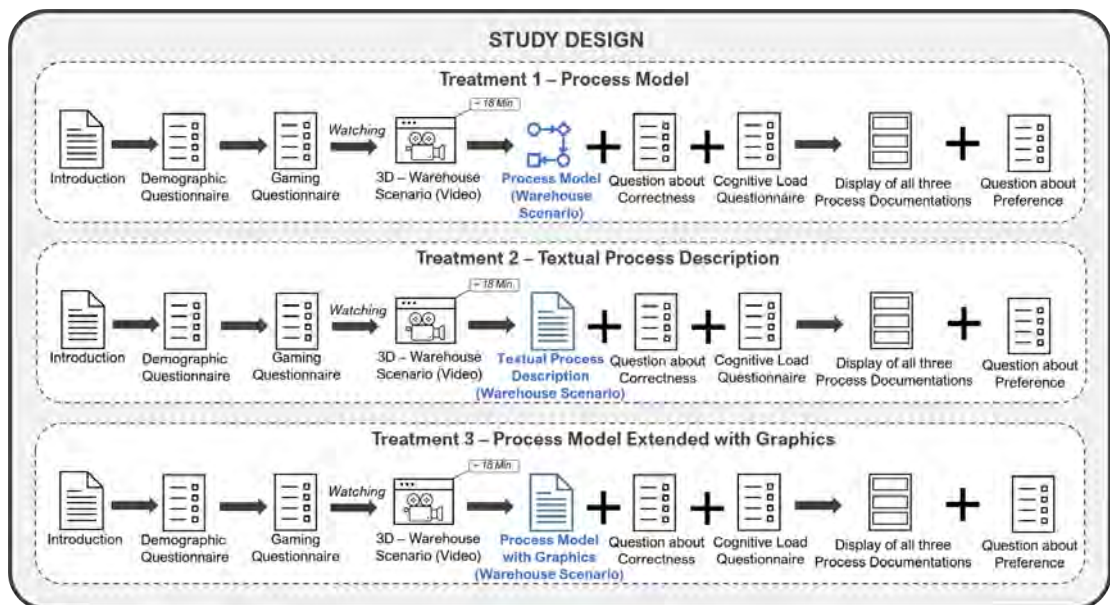 STUDY DESIGN
Treatment 1 – Process Model
~ 18 Min.
Watching
Introduction
Demographic
Questionnaire
Gaming
Questionnaire
3D – Warehouse
Scenario (Video)
Process Model
(Warehouse
Scenario)
Question about
Correctness
Cognitive Load
Questionnaire
Display of all three
Process Documentations
Question about
Preference
Treatment 2 – Textual Process Description
~ 18 Min.
Watching
Introduction
Demographic
Questionnaire
Gaming
Questionnaire
3D – Warehouse
Scenario (Video)
Textual Process
Description
(Warehouse Scenario)
Question about
Correctness
Cognitive Load
Questionnaire
Display of all three
Process Documentations
Question about
Preference
Treatment 3 – Process Model Extended with Graphics
~ 18 Min.
Watching
Introduction
Demographic
Questionnaire
Gaming
Questionnaire
3D – Warehouse
Scenario (Video)
Process Model
with Graphics
(Warehouse Scenario)
Question about
Correctness
Cognitive Load
Questionnaire
Display of all three
Process Documentations
Question about
Preference